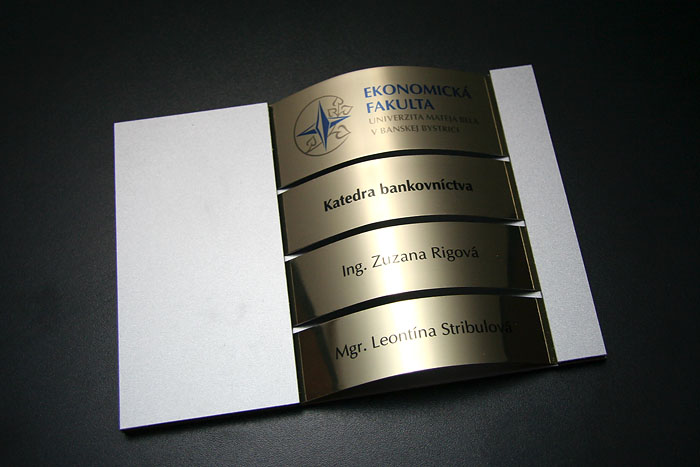 EKONOMICKÁ
FAKULTA
UNIVERZITA MATEJA BELA
V BANSKEJ BYSTRICI
Katedra bankovníctva
Ing. Zuzana Rigová
Mgr. Leontína Stribulová